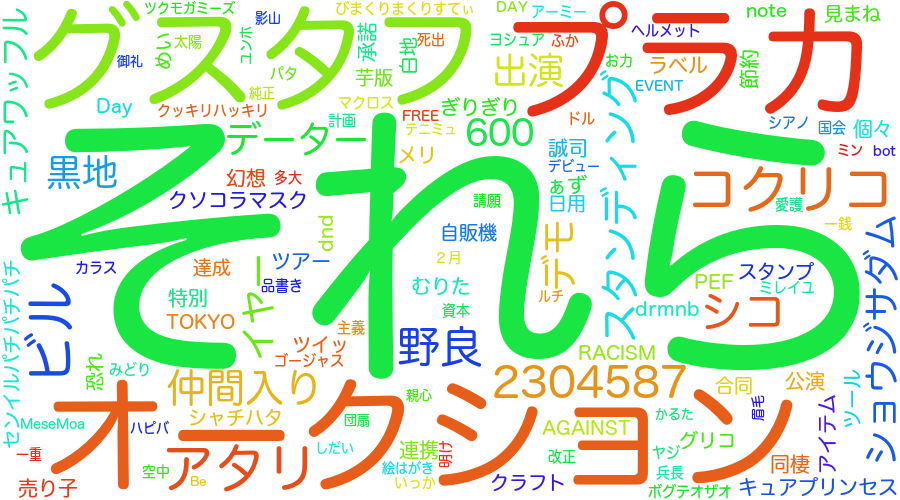 ツクモガミーズ
影山
びまくりまくりすてぃ
DAY
アーミー
note
見まね
キュアワッフル
グスタフ
プラカ
めいい
太陽
御礼
ユンホ
承諾
白地
死出
ヨシュア
ふか
ヘルメット
パタ
純正
芋版
出演
おカ
ラベル
節約
EVENT
Day
クッキリハッキリ
マクロス
ぎりぎり
計画
FREE
テニミュ
ドル
シアノ
国会
個々
データー
600
メリ
誠司
デビュー
スタンディング
ミン
bot
黒地
幻想
多大
クソコラマスク
それら
あず
日用
コクリコ
愛護
請願
dnd
自販機
デモ
一銭
カラス
達成
ツアー
品書き
イヤー
2月
むりた
ルチ
PEF
スタンプ
ミレイユ
ショウジサダム
特別
資本
drmnb
シコ
センイルパチパチパチ
ビル
TOKYO
主義
ツイッ
ゴージャス
野良
RACISM
恐れ
みどり
仲間入り
親心
2304587
合同
公演
ツール
MeseMoa
ハピバ
オークション
シャチハタ
団扇
AGAINST
かるた
眉毛
アイテム
一重
アタリ
しだい
連携
明け
改正
ヤジ
グリコ
売り子
空中
Be
絵はがき
いっか
クラフト
兵長
同棲
ボグテオザオ
キュアプリンセス